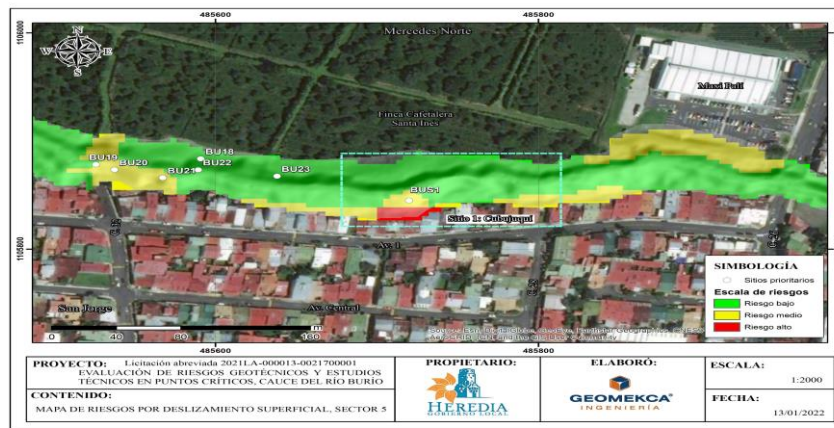 485600
485800
1106000
N
W
E
S
Mercedes Norte
Maxi Palí
Finca Cafetalera
Santa Inés
BU18
BU19
BU20
BU22
BU21
BU23
BUS1
Sitio 1: Cubujuquí
Av. 1
1105800
San Jorge
Av. Central
0
40
80
160
m
SIMBOLOGÍA
Sitios prioritarios
Escala de riesgos
Riesgo bajo
Riesgo medio
Riesgo alto
485600
485800
PROYECTO: Licitación abreviada 2021LA-000013-0021700001
EVALUACIÓN DE RIESGOS GEOTÉCNICOS Y ESTUDIOS
TÉCNICOS EN PUNTOS CRÍTICOS, CAUCE DEL RÍO BURÍO
CONTENIDO:
MAPA DE RIESGOS POR DESLIZAMIENTO SUPERFICIAL, SECTOR 5
PROPIETARIO:
HEREDIA
GOBIERNO LOCAL
ELABORÓ:
GEOMEKCA
INGENIERÍA
ESCALA:
1:2000
FECHA:
13/01/2022